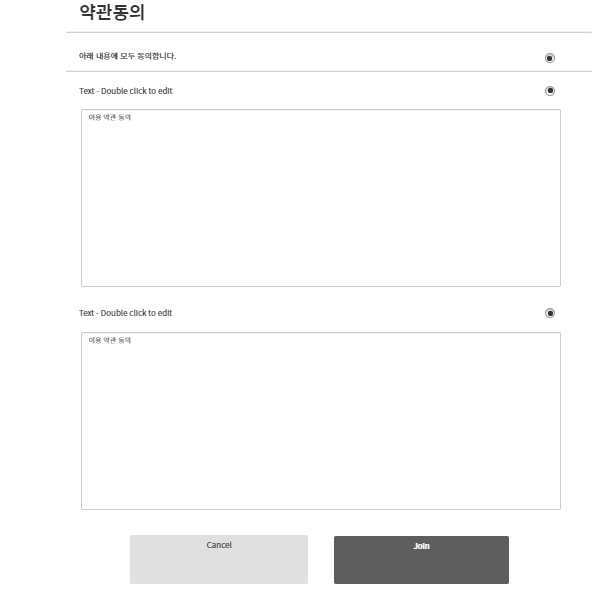 약관동의
아래 내용에 모두 동의합니다.
Text - Double click to edit
이용 약관 동의
Text - Double click to edit
이용 약관 동의
Cancel
Join